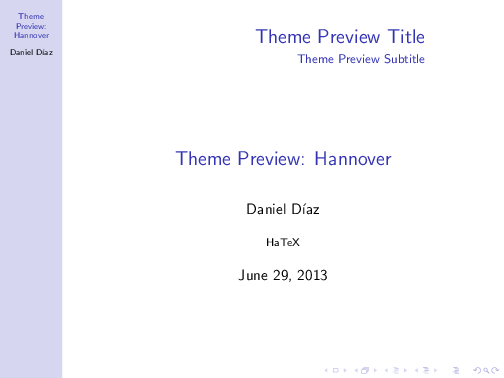 Theme
Preview:
Hannover
Daniel Díaz
Theme Preview Title
Theme Preview Subtitle
Theme Preview: Hannover
Daniel Díaz
HaTeX
June 29, 2013